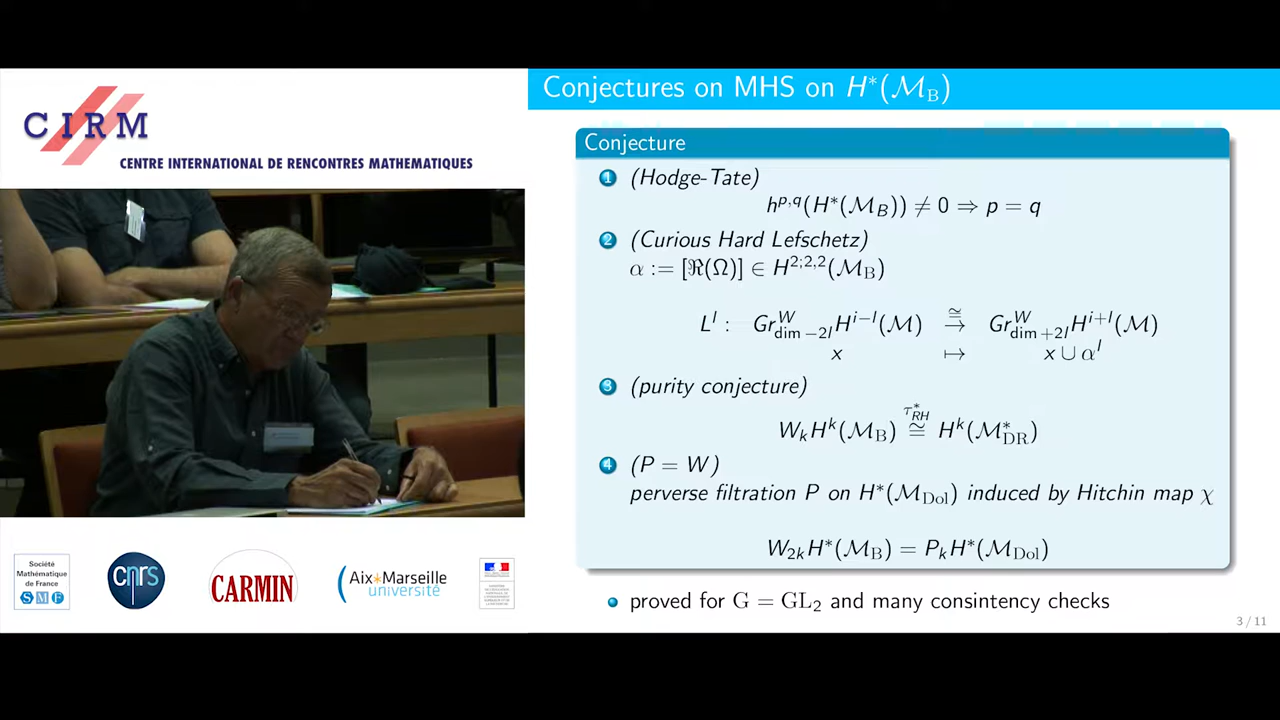 CIRM
CENTRE INTERNATIONAL DE RENCONTRES MATHEMATIQUES
Société
Mathématique
de France
SMF
cnrs
CARMIN
Aix*Marseille
université
Conjectures on MHS on H*(ℳ_B)
Conjecture
1 (Hodge-Tate)
h^{p,q}(H*(ℳ_B)) ≠ 0 ⇒ p = q
2 (Curious Hard Lefschetz)
α := [ℜ(Ω)] ∈ H^{2;2,2}(ℳ_B)
L^l : Gr^W_{dim −2l} H^{i−l}(ℳ) ≅→ Gr^W_{dim +2l} H^{i+l}(ℳ)
x ↦ x ∪ α^l
3 (purity conjecture)
W_k H^k(ℳ_B) ≅^{τ*_{RH}} H^k(ℳ*_{DR})
4 (P = W)
perverse filtration P on H*(ℳ_Dol) induced by Hitchin map χ
W_{2k} H*(ℳ_B) = P_k H*(ℳ_Dol)
• proved for G = GL₂ and many consintency checks
3 / 11